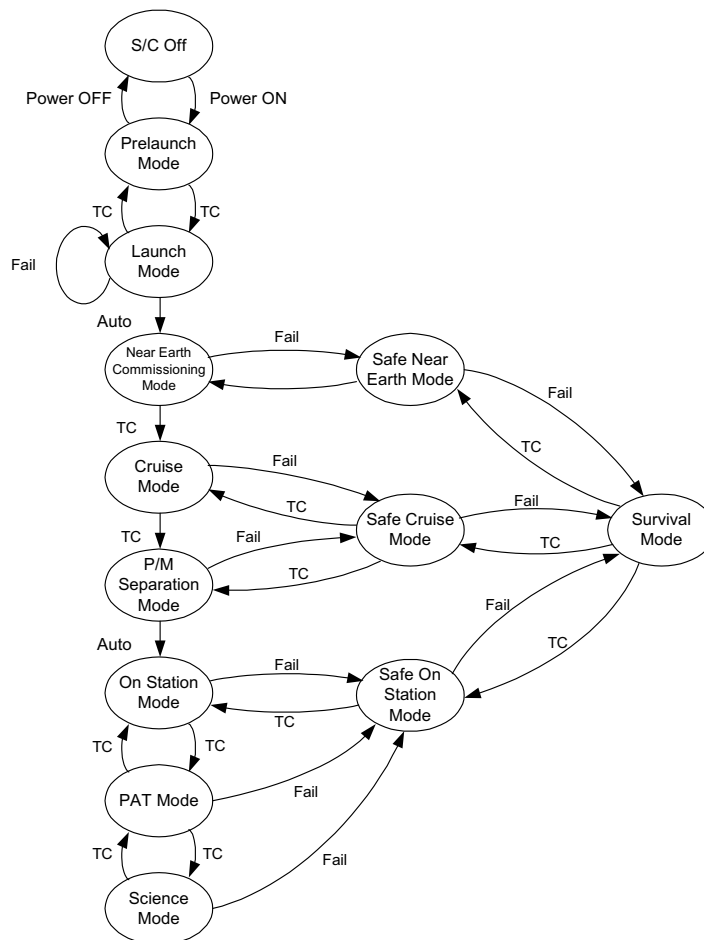 S/C Off
Power OFF
Power ON
Prelaunch
Mode
TC
TC
Launch
Mode
Fail
Auto
Near Earth
Commissioning
Mode
Fail
Safe Near
Earth Mode
Fail
TC
TC
Cruise
Mode
Fail
TC
Safe Cruise
Mode
Fail
TC
Survival
Mode
TC
Fail
P/M
Separation
Mode
TC
Fail
TC
Auto
On Station
Mode
Fail
TC
Safe On
Station
Mode
TC
TC
PAT Mode
Fail
TC
TC
Fail
Science
Mode